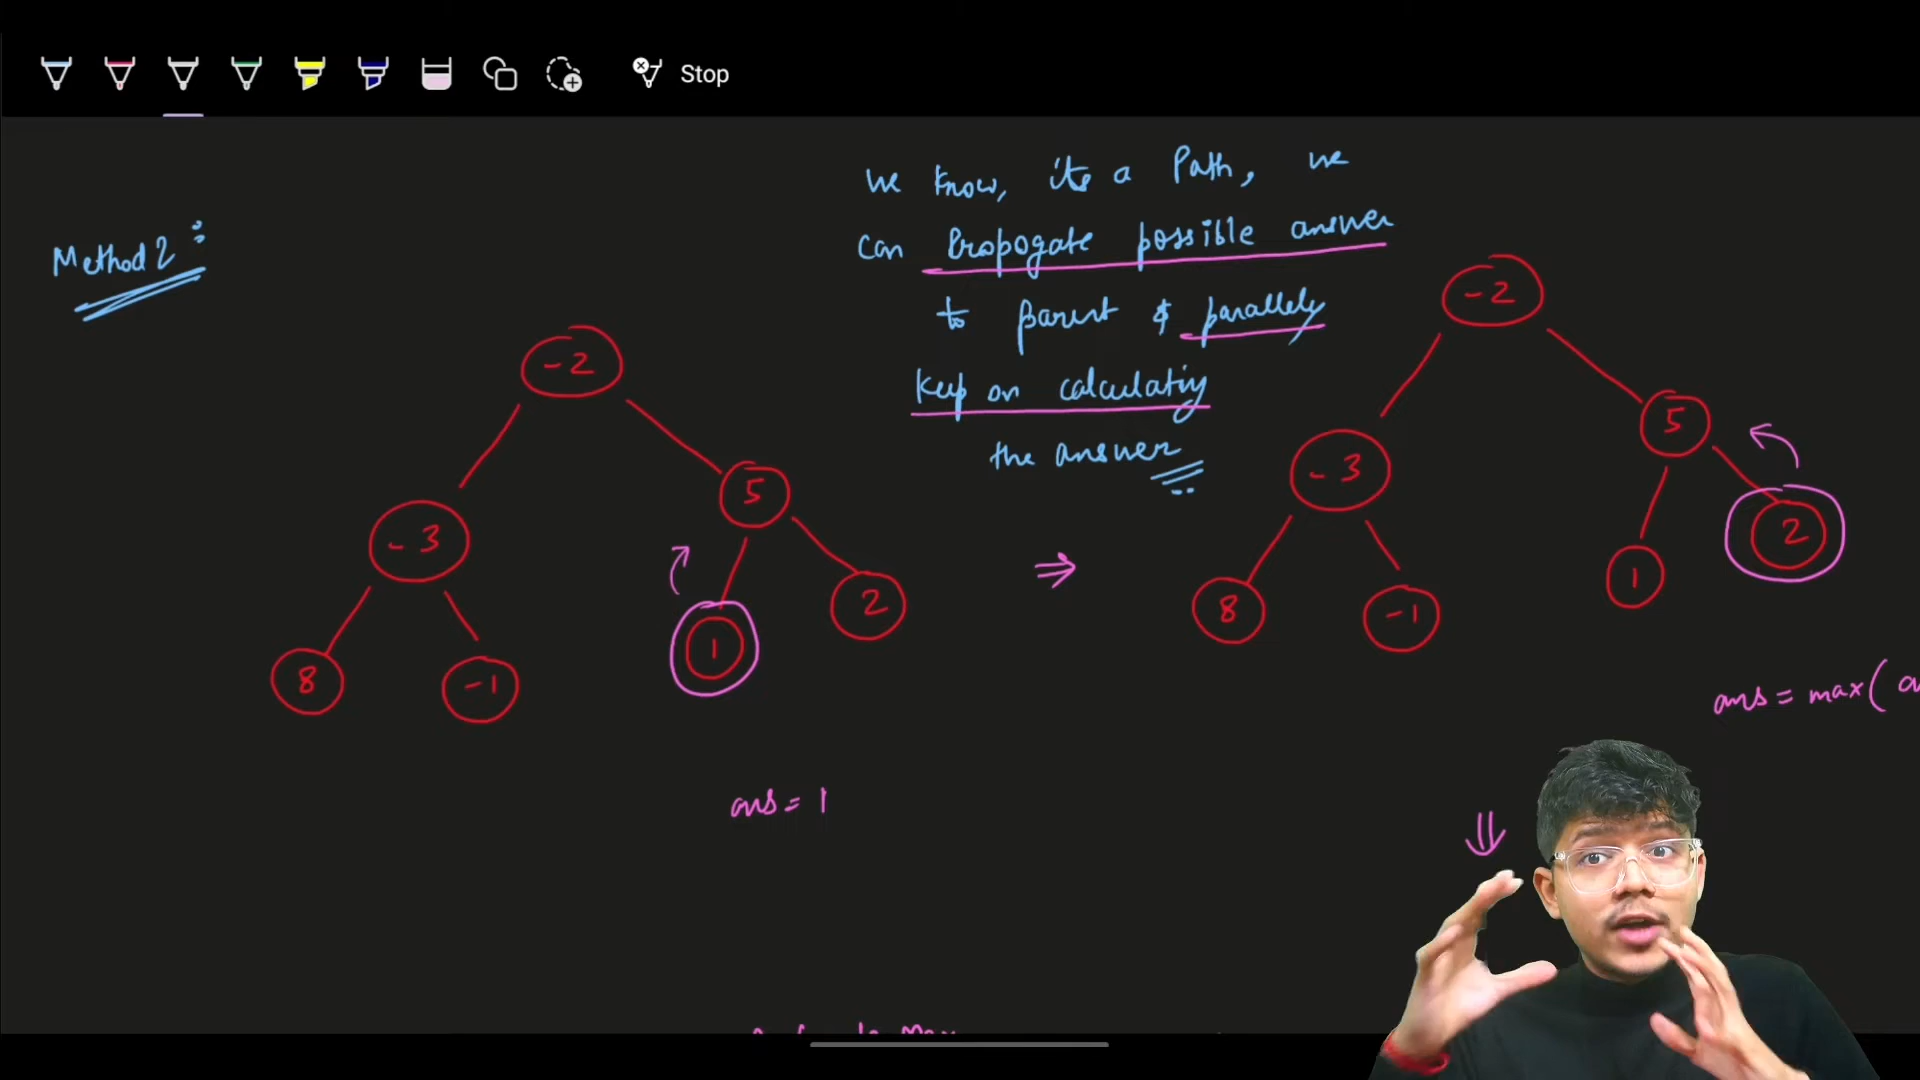 Stop
Method 2 :
we know, its a Path, we
can Propogate possible answer
to parent & parallely
keep on calculating
the answer
-2
-3
5
8
-1
1
2
ans = 1
⇒
-2
-3
5
8
-1
1
2
ans = max(